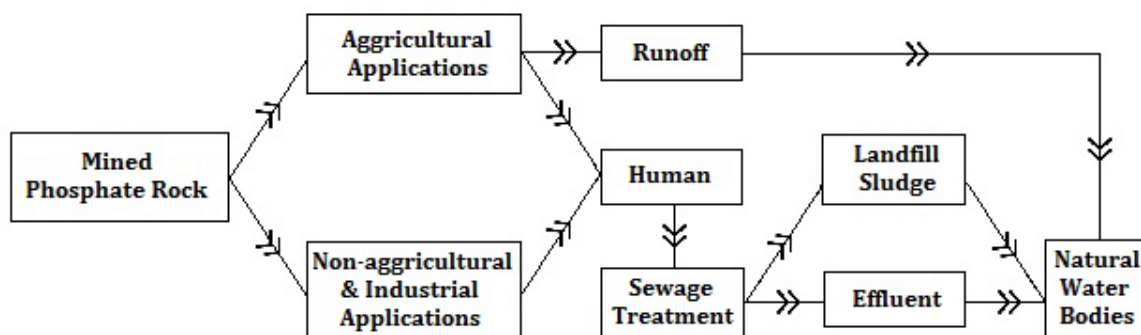 Aggricultural
Applications
Runoff
Mined
Phosphate Rock
Human
Landfill
Sludge
Non-aggricultural
& Industrial
Applications
Sewage
Treatment
Effluent
Natural
Water
Bodies